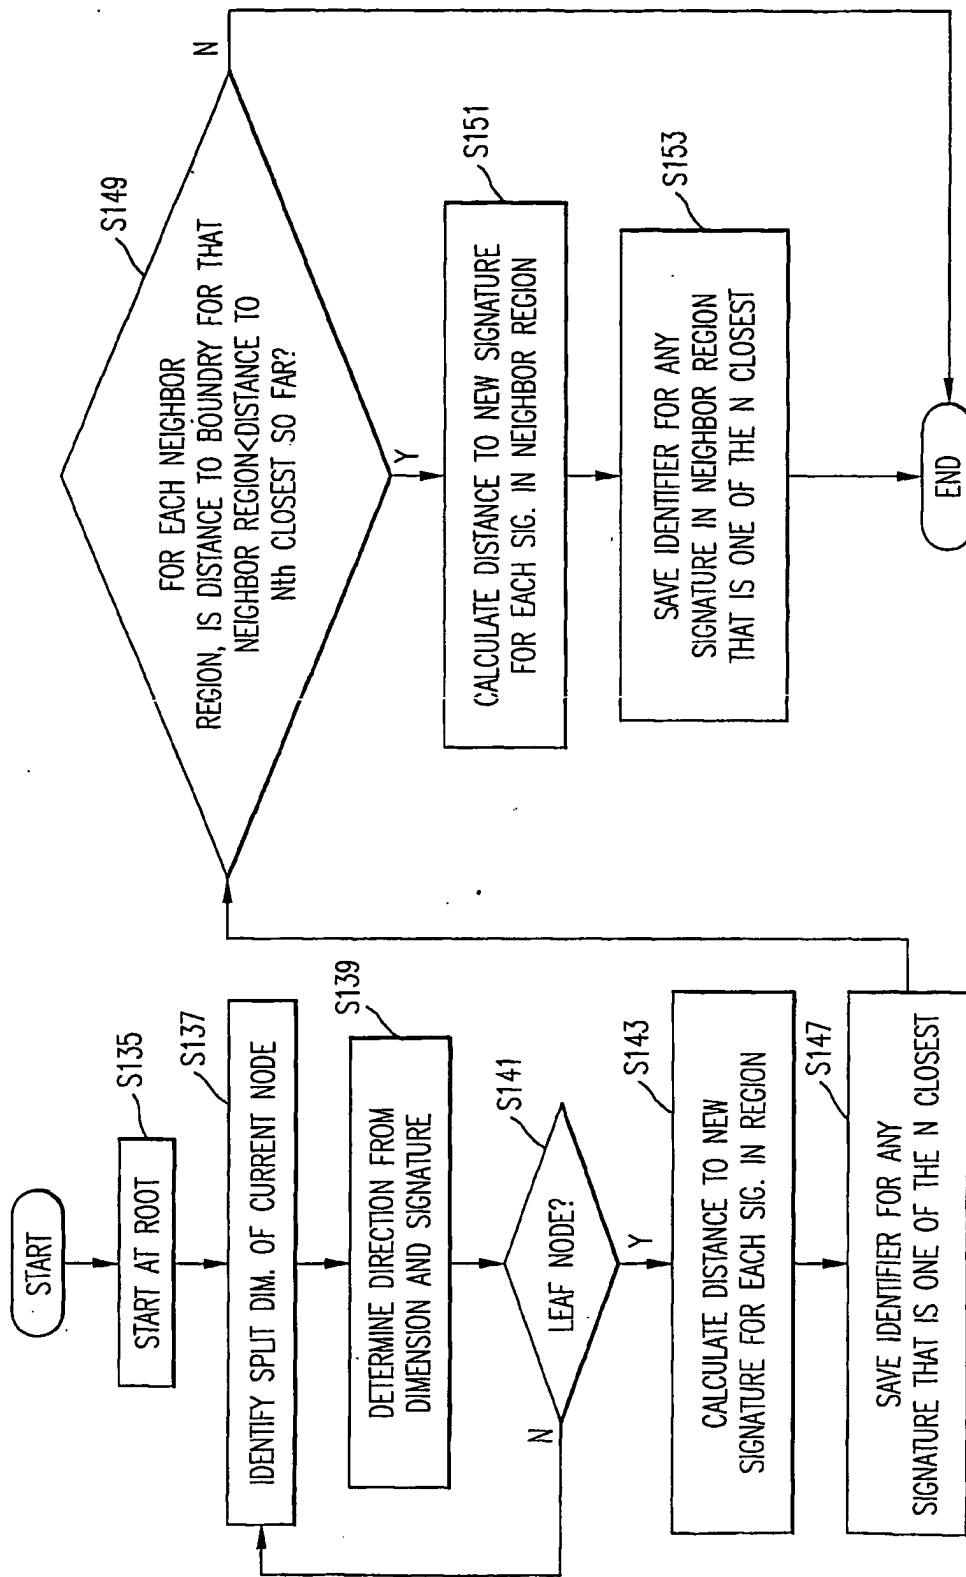 START
START AT ROOT
S135
IDENTIFY SPLIT DIM. OF CURRENT NODE
S137
DETERMINE DIRECTION FROM
DIMENSION AND SIGNATURE
S139
LEAF NODE?
S141
N
Y
CALCULATE DISTANCE TO NEW
SIGNATURE FOR EACH SIG. IN REGION
S143
SAVE IDENTIFIER FOR ANY
SIGNATURE THAT IS ONE OF THE N CLOSEST
S147
FOR EACH NEIGHBOR
REGION, IS DISTANCE TO BOUNDRY FOR THAT
NEIGHBOR REGION<DISTANCE TO
Nth CLOSEST SO FAR?
S149
N
Y
CALCULATE DISTANCE TO NEW SIGNATURE
FOR EACH SIG. IN NEIGHBOR REGION
S151
SAVE IDENTIFIER FOR ANY
SIGNATURE IN NEIGHBOR REGION
THAT IS ONE OF THE N CLOSEST
S153
END